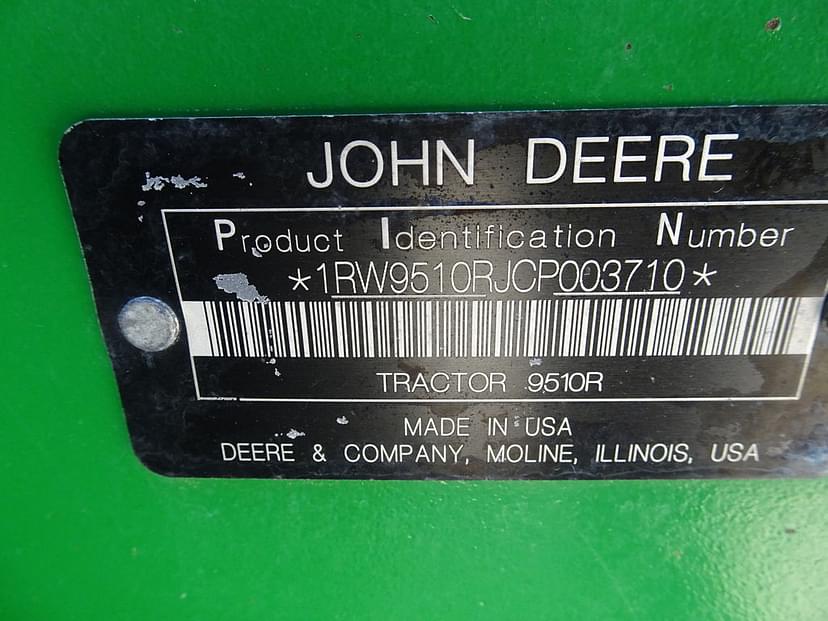 JOHN DEERE
Product Identification Number
*1RW9510RJCP003710*
TRACTOR 9510R
MADE IN USA
DEERE & COMPANY, MOLINE, ILLINOIS, USA